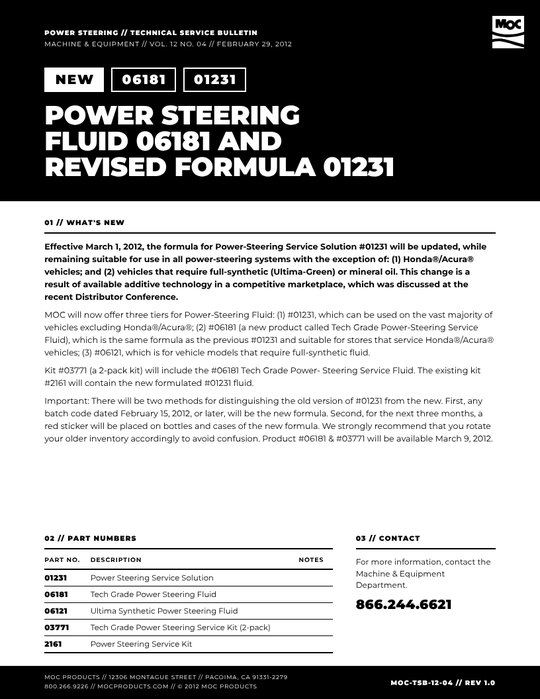 POWER STEERING // TECHNICAL SERVICE BULLETIN
MACHINE & EQUIPMENT // VOL. 12 NO. 04 // FEBRUARY 29, 2012
MOC
NEW
06181
01231
POWER STEERING
FLUID 06181 AND
REVISED FORMULA 01231
01 // WHAT'S NEW
Effective March 1, 2012, the formula for Power-Steering Service Solution #01231 will be updated, while
remaining suitable for use in all power-steering systems with the exception of: (1) Honda®/Acura®
vehicles; and (2) vehicles that require full-synthetic (Ultima-Green) or mineral oil. This change is a
result of available additive technology in a competitive marketplace, which was discussed at the
recent Distributor Conference.
MOC will now offer three tiers for Power-Steering Fluid: (1) #01231, which can be used on the vast majority of
vehicles excluding Honda®/Acura®; (2) #06181 (a new product called Tech Grade Power-Steering Service
Fluid), which is the same formula as the previous #01231 and suitable for stores that service Honda®/Acura®
vehicles; (3) #06121, which is for vehicle models that require full-synthetic fluid.
Kit #03771 (a 2-pack kit) will include the #06181 Tech Grade Power- Steering Service Fluid. The existing kit
#2161 will contain the new formulated #01231 fluid.
Important: There will be two methods for distinguishing the old version of #01231 from the new. First, any
batch code dated February 15, 2012, or later, will be the new formula. Second, for the next three months, a
red sticker will be placed on bottles and cases of the new formula. We strongly recommend that you rotate
your older inventory accordingly to avoid confusion. Product #06181 & #03771 will be available March 9, 2012.
02 // PART NUMBERS
PART NO. DESCRIPTION NOTES
01231 Power Steering Service Solution
06181 Tech Grade Power Steering Fluid
06121 Ultima Synthetic Power Steering Fluid
03771 Tech Grade Power Steering Service Kit (2-pack)
2161 Power Steering Service Kit
03 // CONTACT
For more information, contact the
Machine & Equipment
Department.
866.244.6621
MOC PRODUCTS // 12306 MONTAGUE STREET // PACOIMA, CA 91331-2279
800.266.9226 // MOCPRODUCTS.COM // © 2012 MOC PRODUCTS
MOC-TSB-12-04 // REV 1.0